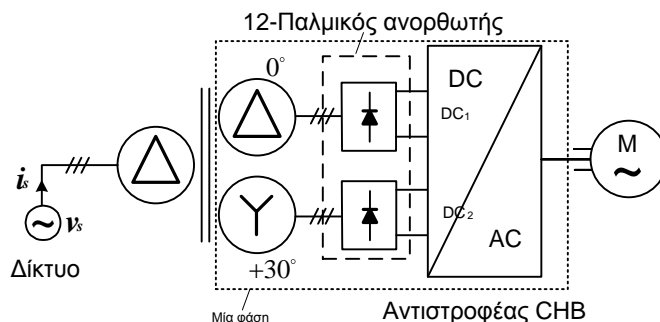 12-Παλμικός ανορθωτής
0°
DC
DC₁
M
~
iₛ
vₛ
~
DC₂
AC
+30°
Δίκτυο
Μία φάση
Αντιστροφέας CHB